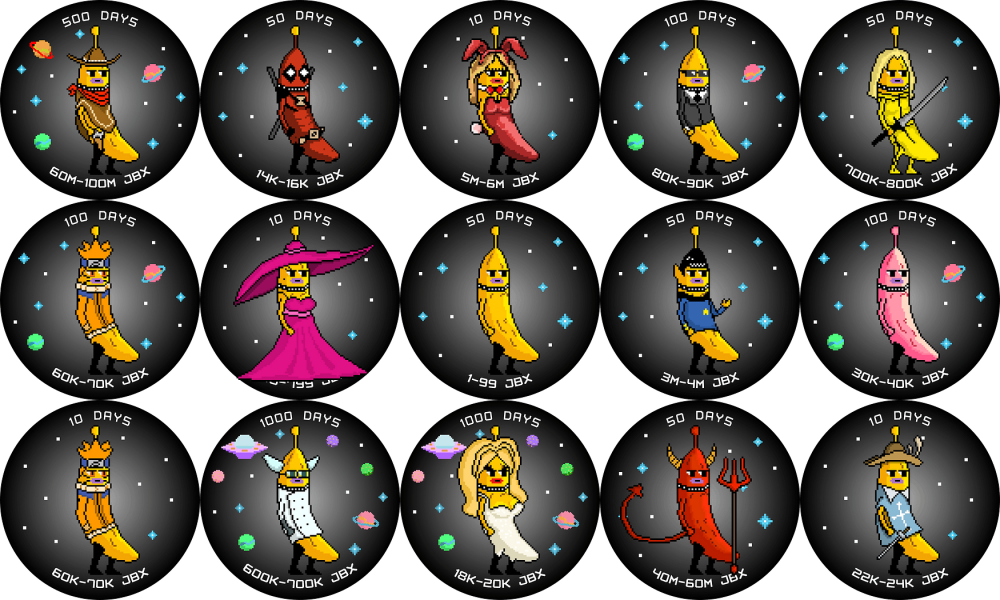 500 DAYS
60M-100M JBX
50 DAYS
14K-16K JBX
10 DAYS
5M-6M JBX
100 DAYS
80K-90K JBX
50 DAYS
700K-800K JBX
100 DAYS
60K-70K JBX
10 DAYS
JBX
50 DAYS
1-99 JBX
50 DAYS
3M-4M JBX
100 DAYS
30K-40K JBX
10 DAYS
60K-70K JBX
1000 DAYS
600K-700K JBX
1000 DAYS
18K-20K JBX
50 DAYS
40M-60M JBX
10 DAYS
22K-24K JBX